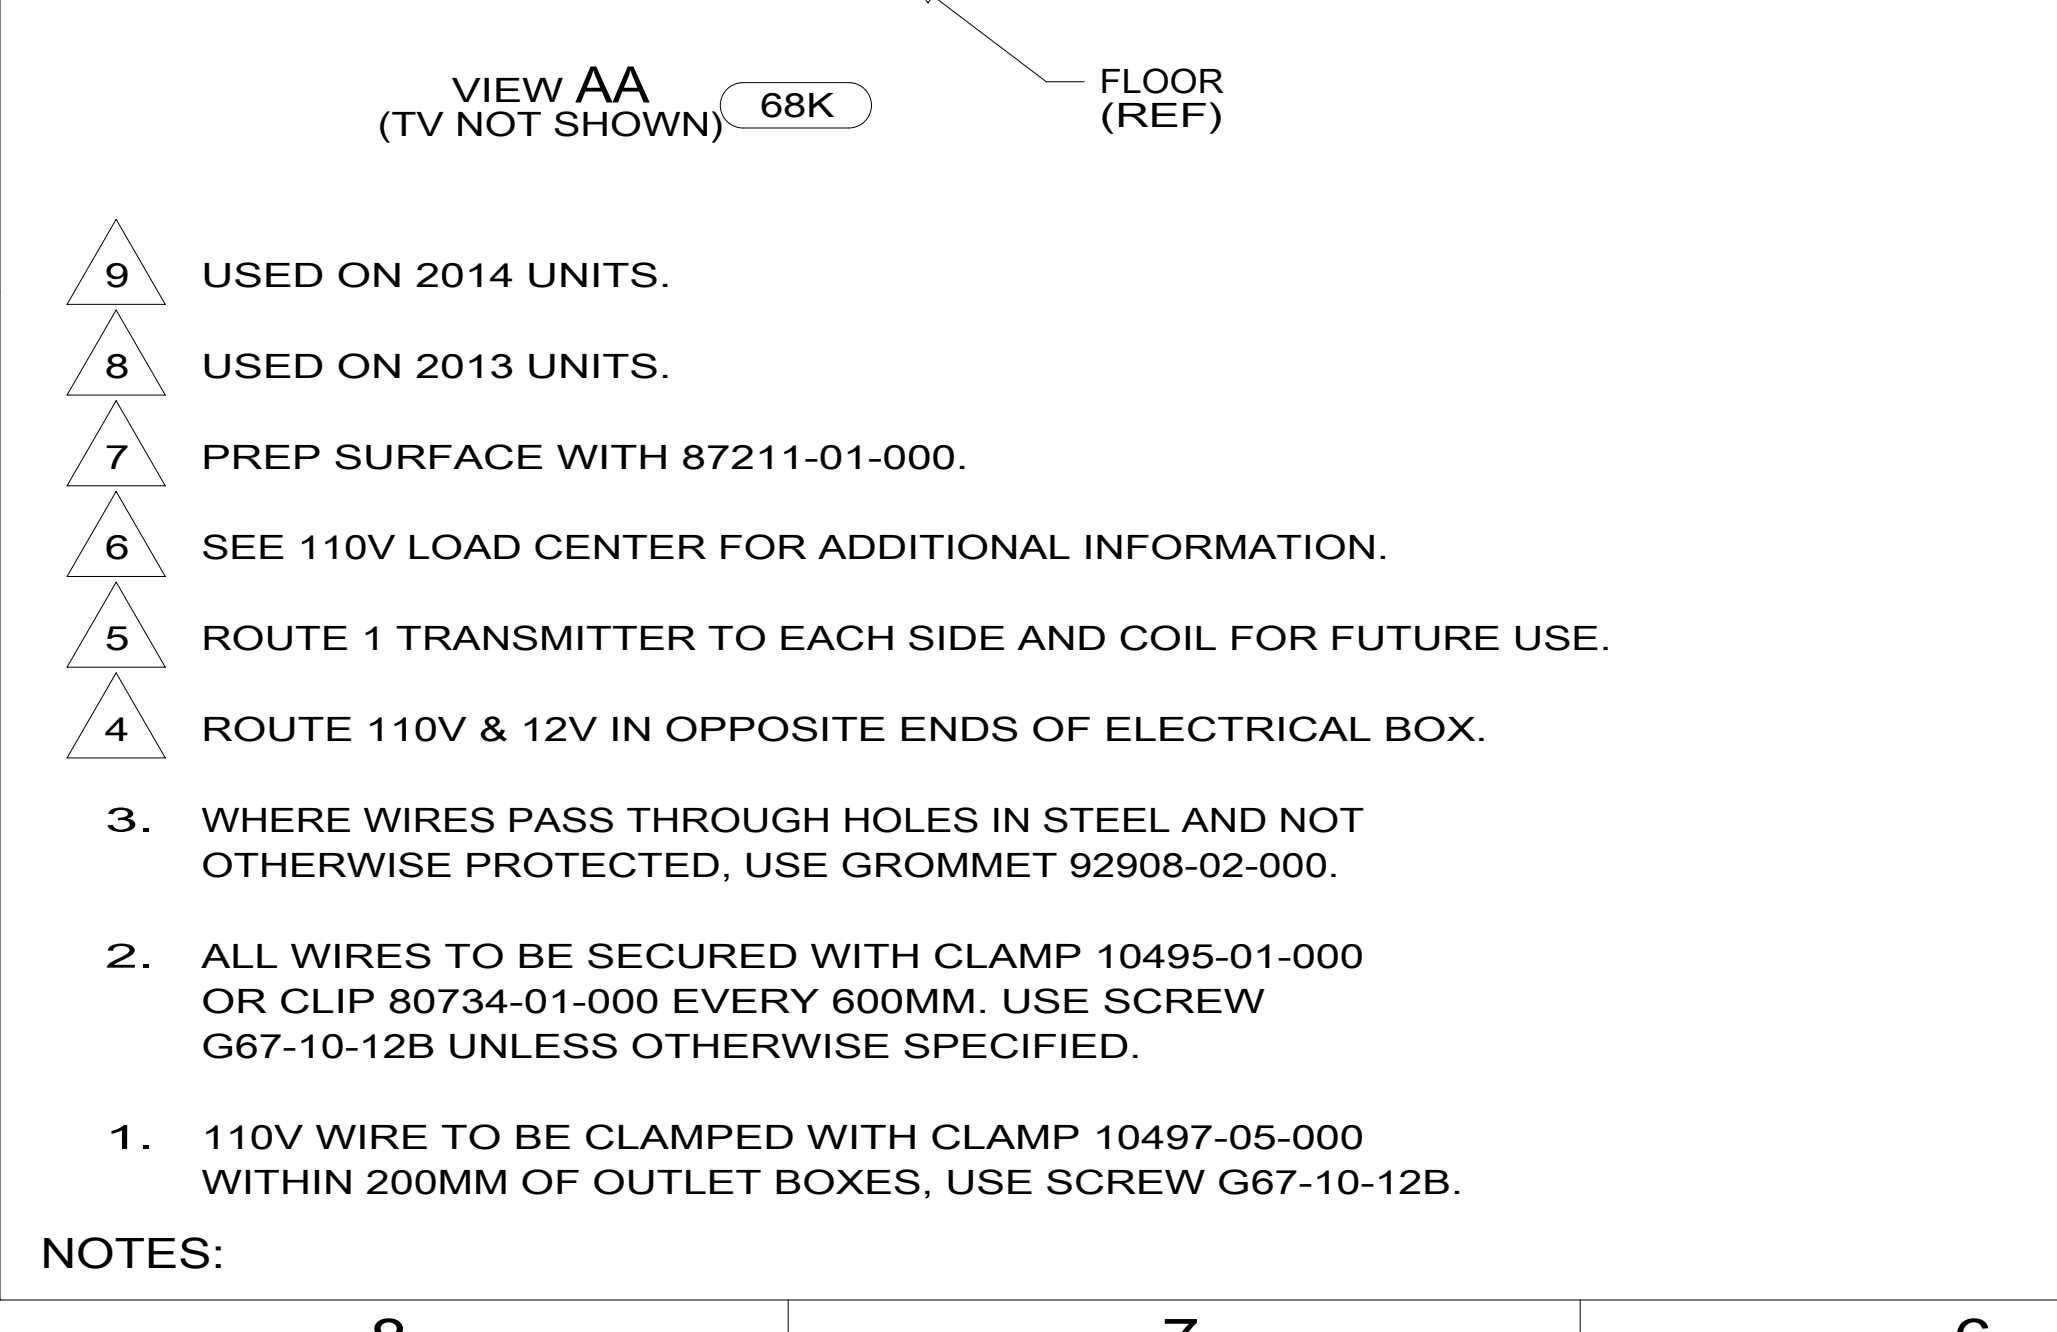 VIEW AA
(TV NOT SHOWN)
68K
FLOOR
(REF)
9 USED ON 2014 UNITS.
8 USED ON 2013 UNITS.
7 PREP SURFACE WITH 87211-01-000.
6 SEE 110V LOAD CENTER FOR ADDITIONAL INFORMATION.
5 ROUTE 1 TRANSMITTER TO EACH SIDE AND COIL FOR FUTURE USE.
4 ROUTE 110V & 12V IN OPPOSITE ENDS OF ELECTRICAL BOX.
3. WHERE WIRES PASS THROUGH HOLES IN STEEL AND NOT
OTHERWISE PROTECTED, USE GROMMET 92908-02-000.
2. ALL WIRES TO BE SECURED WITH CLAMP 10495-01-000
OR CLIP 80734-01-000 EVERY 600MM. USE SCREW
G67-10-12B UNLESS OTHERWISE SPECIFIED.
1. 110V WIRE TO BE CLAMPED WITH CLAMP 10497-05-000
WITHIN 200MM OF OUTLET BOXES, USE SCREW G67-10-12B.
NOTES:
8 7 6